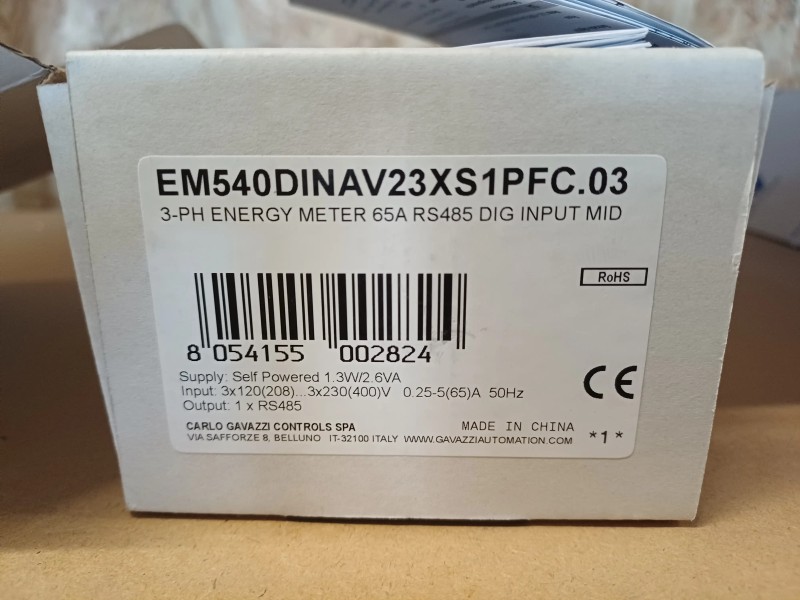 EM540DINAV23XS1PFC.03
3-PH ENERGY METER 65A RS485 DIG INPUT MID
RoHS
8 054155 002824
Supply: Self Powered 1.3W/2.6VA
Input: 3x120(208)...3x230(400)V 0.25-5(65)A 50Hz
Output: 1 x RS485
CE
CARLO GAVAZZI CONTROLS SPA MADE IN CHINA
VIA SAFFORZE 8, BELLUNO IT-32100 ITALY WWW.GAVAZZIAUTOMATION.COM
*1*